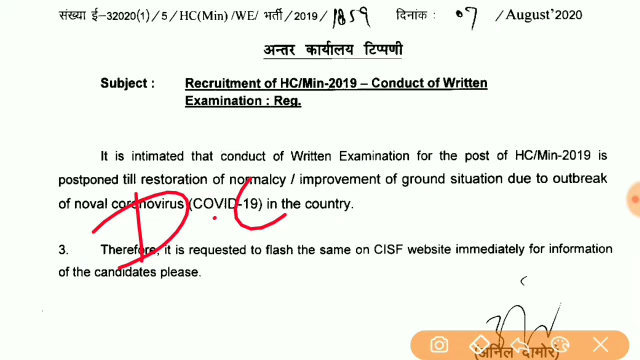 संख्या ई-32020(1) / 5 / HC(Min) /WE/ भर्ती /2019 / 1859 दिनांक : 07 / August'2020
अन्तर कार्यालय टिप्पणी
Subject : Recruitment of HC/Min-2019 – Conduct of Written
Examination : Reg.
It is intimated that conduct of Written Examination for the post of HC/Min-2019 is
postponed till restoration of normalcy / improvement of ground situation due to outbreak
of noval coronovirus (COVID-19) in the country.
D.C
3. Therefore, it is requested to flash the same on CISF website immediately for information
of the candidates please.
(अनिल दामोर)